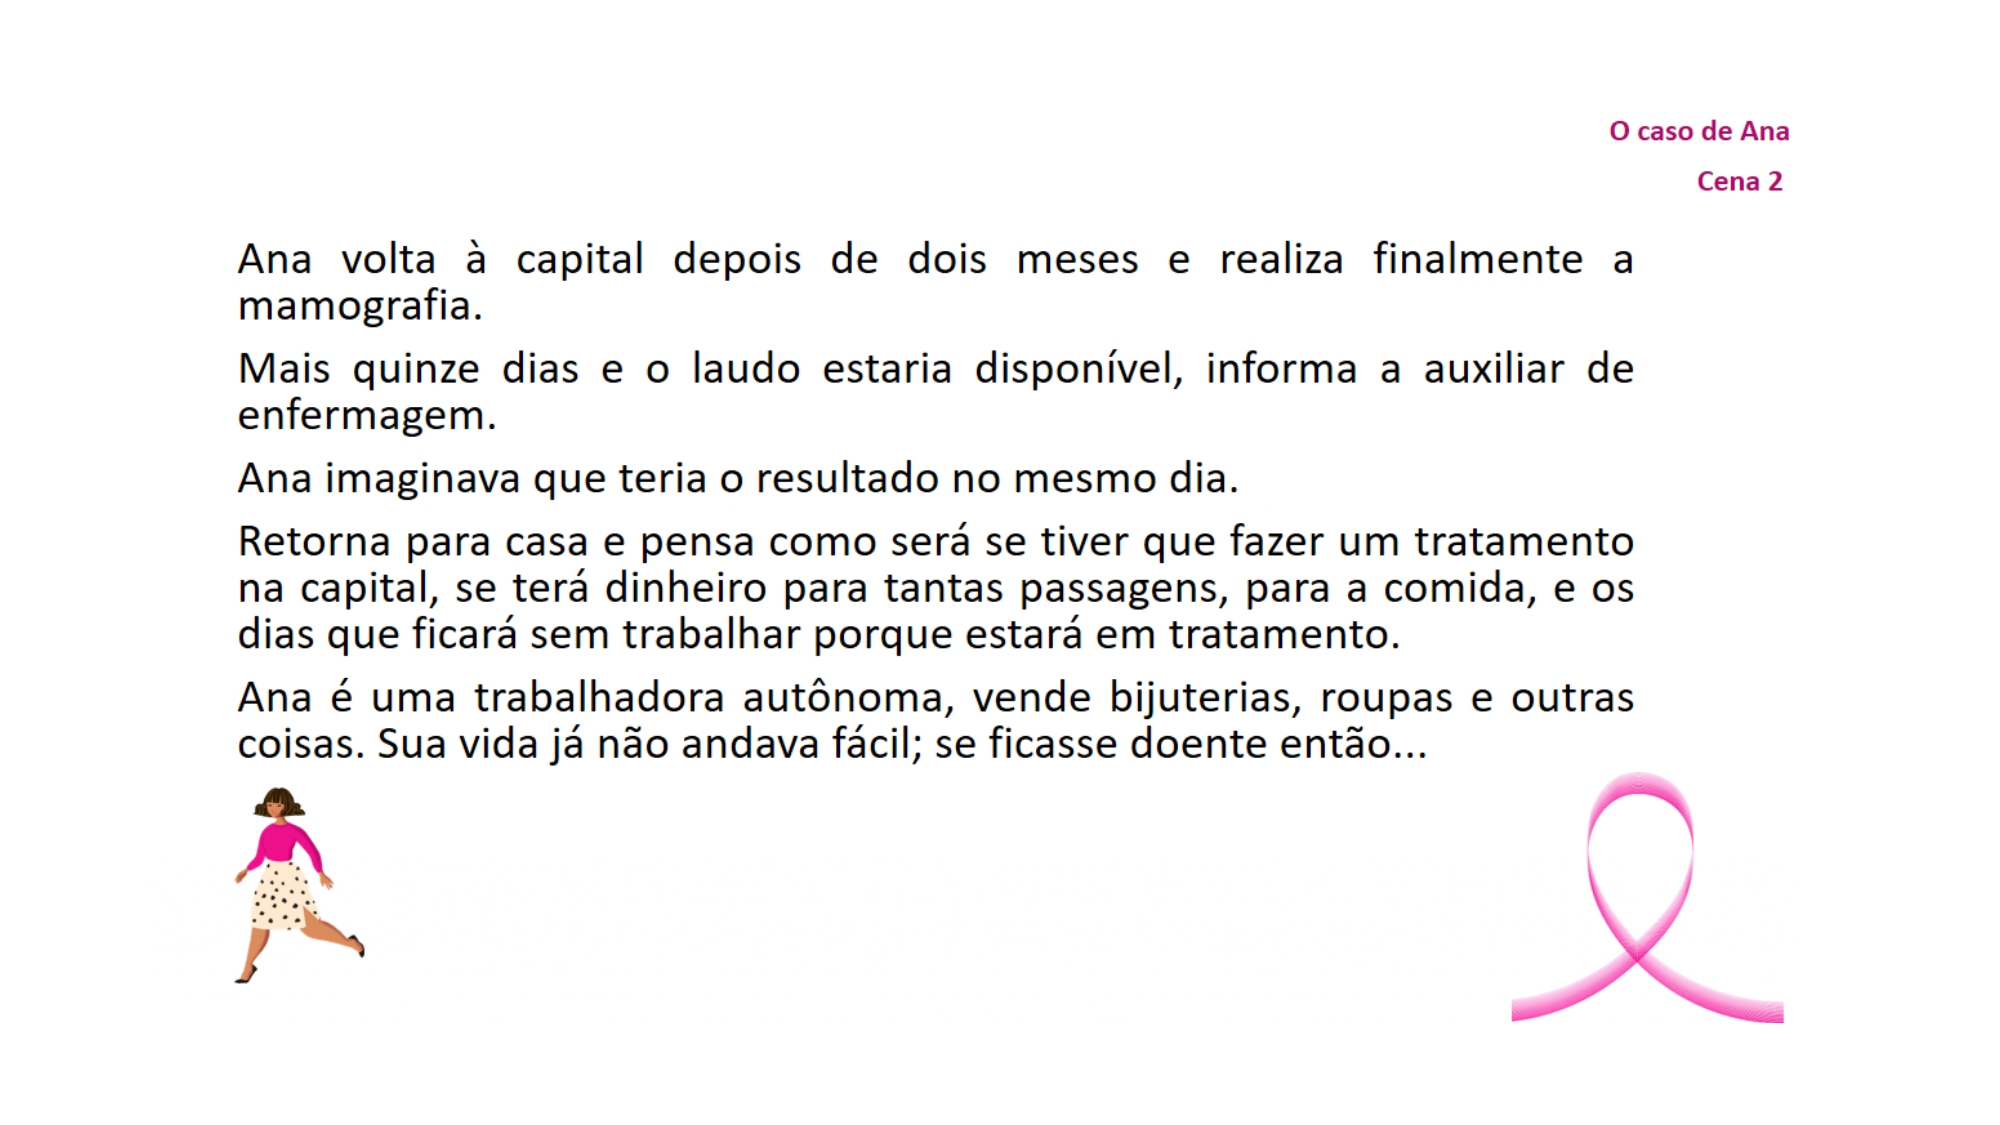 O caso de Ana
Cena 2
Ana volta à capital depois de dois meses e realiza finalmente a
mamografia.
Mais quinze dias e o laudo estaria disponível, informa a auxiliar de
enfermagem.
Ana imaginava que teria o resultado no mesmo dia.
Retorna para casa e pensa como será se tiver que fazer um tratamento
na capital, se terá dinheiro para tantas passagens, para a comida, e os
dias que ficará sem trabalhar porque estará em tratamento.
Ana é uma trabalhadora autônoma, vende bijuterias, roupas e outras
coisas. Sua vida já não andava fácil; se ficasse doente então...